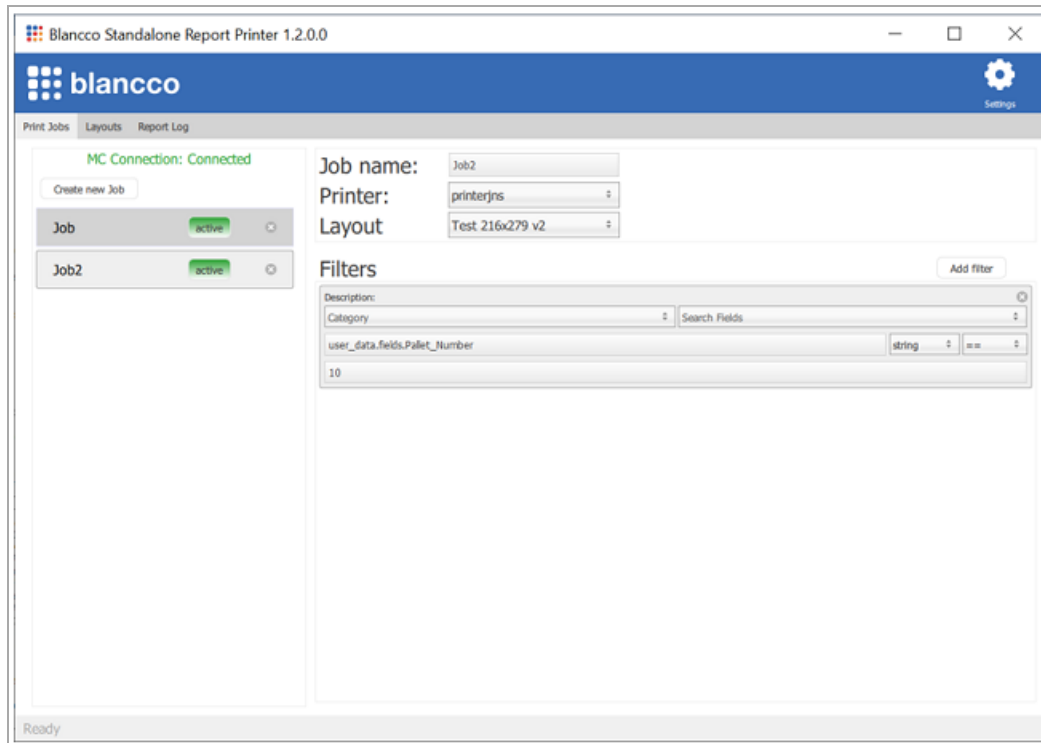 Blancco Standalone Report Printer 1.2.0.0
blancco
Settings
Print Jobs Layouts Report Log
MC Connection: Connected
Create new Job
Job active
Job2 active
Job name: Job2
Printer: printerjns
Layout Test 216x279 v2
Filters Add filter
Description:
Category Search Fields
user_data.fields.Pallet_Number string ==
10
Ready